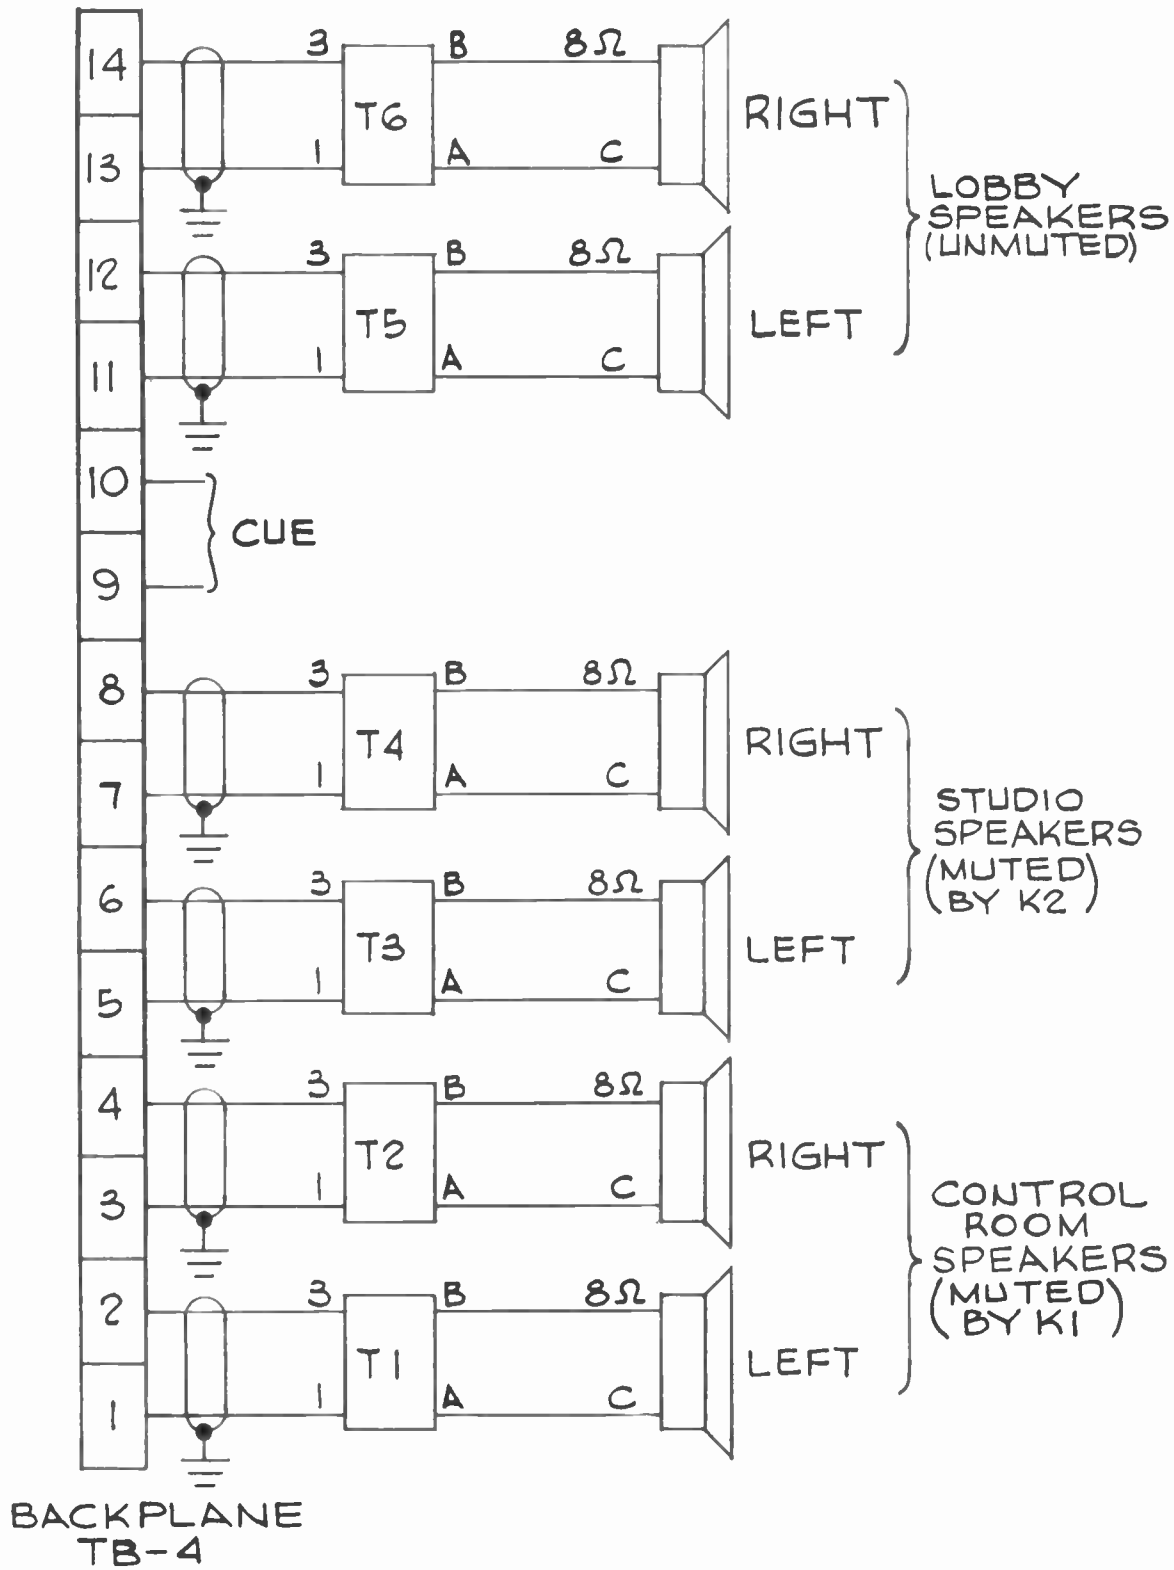 14 3 B 8Ω
T6 RIGHT
13 1 A C
LOBBY
SPEAKERS
(UNMUTED)
12 3 B 8Ω
T5 LEFT
11 1 A C
10
CUE
9
8 3 B 8Ω
T4 RIGHT
7 1 A C
STUDIO
SPEAKERS
(MUTED
BY K2)
6 3 B 8Ω
T3 LEFT
5 1 A C
4 3 B 8Ω
T2 RIGHT
3 1 A C
CONTROL
ROOM
SPEAKERS
(MUTED
BY K1)
2 3 B 8Ω
T1 LEFT
1 1 A C
BACKPLANE
TB-4